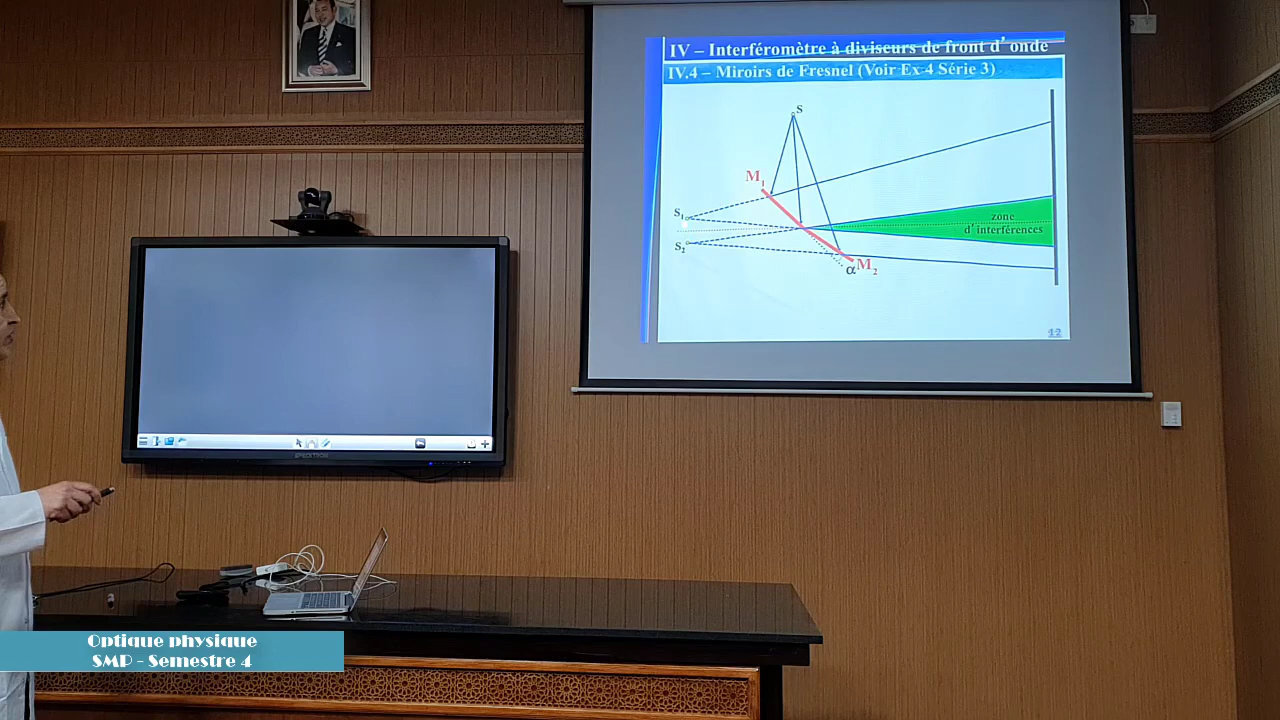 IV – Interféromètre à diviseurs de front d'onde
IV.4 – Miroirs de Fresnel (Voir Ex 4 Série 3)
S
M1
S1
zone
d'interférences
S2
α M2
12
SPECKTRON
Optique physique
SMP - Semestre 4